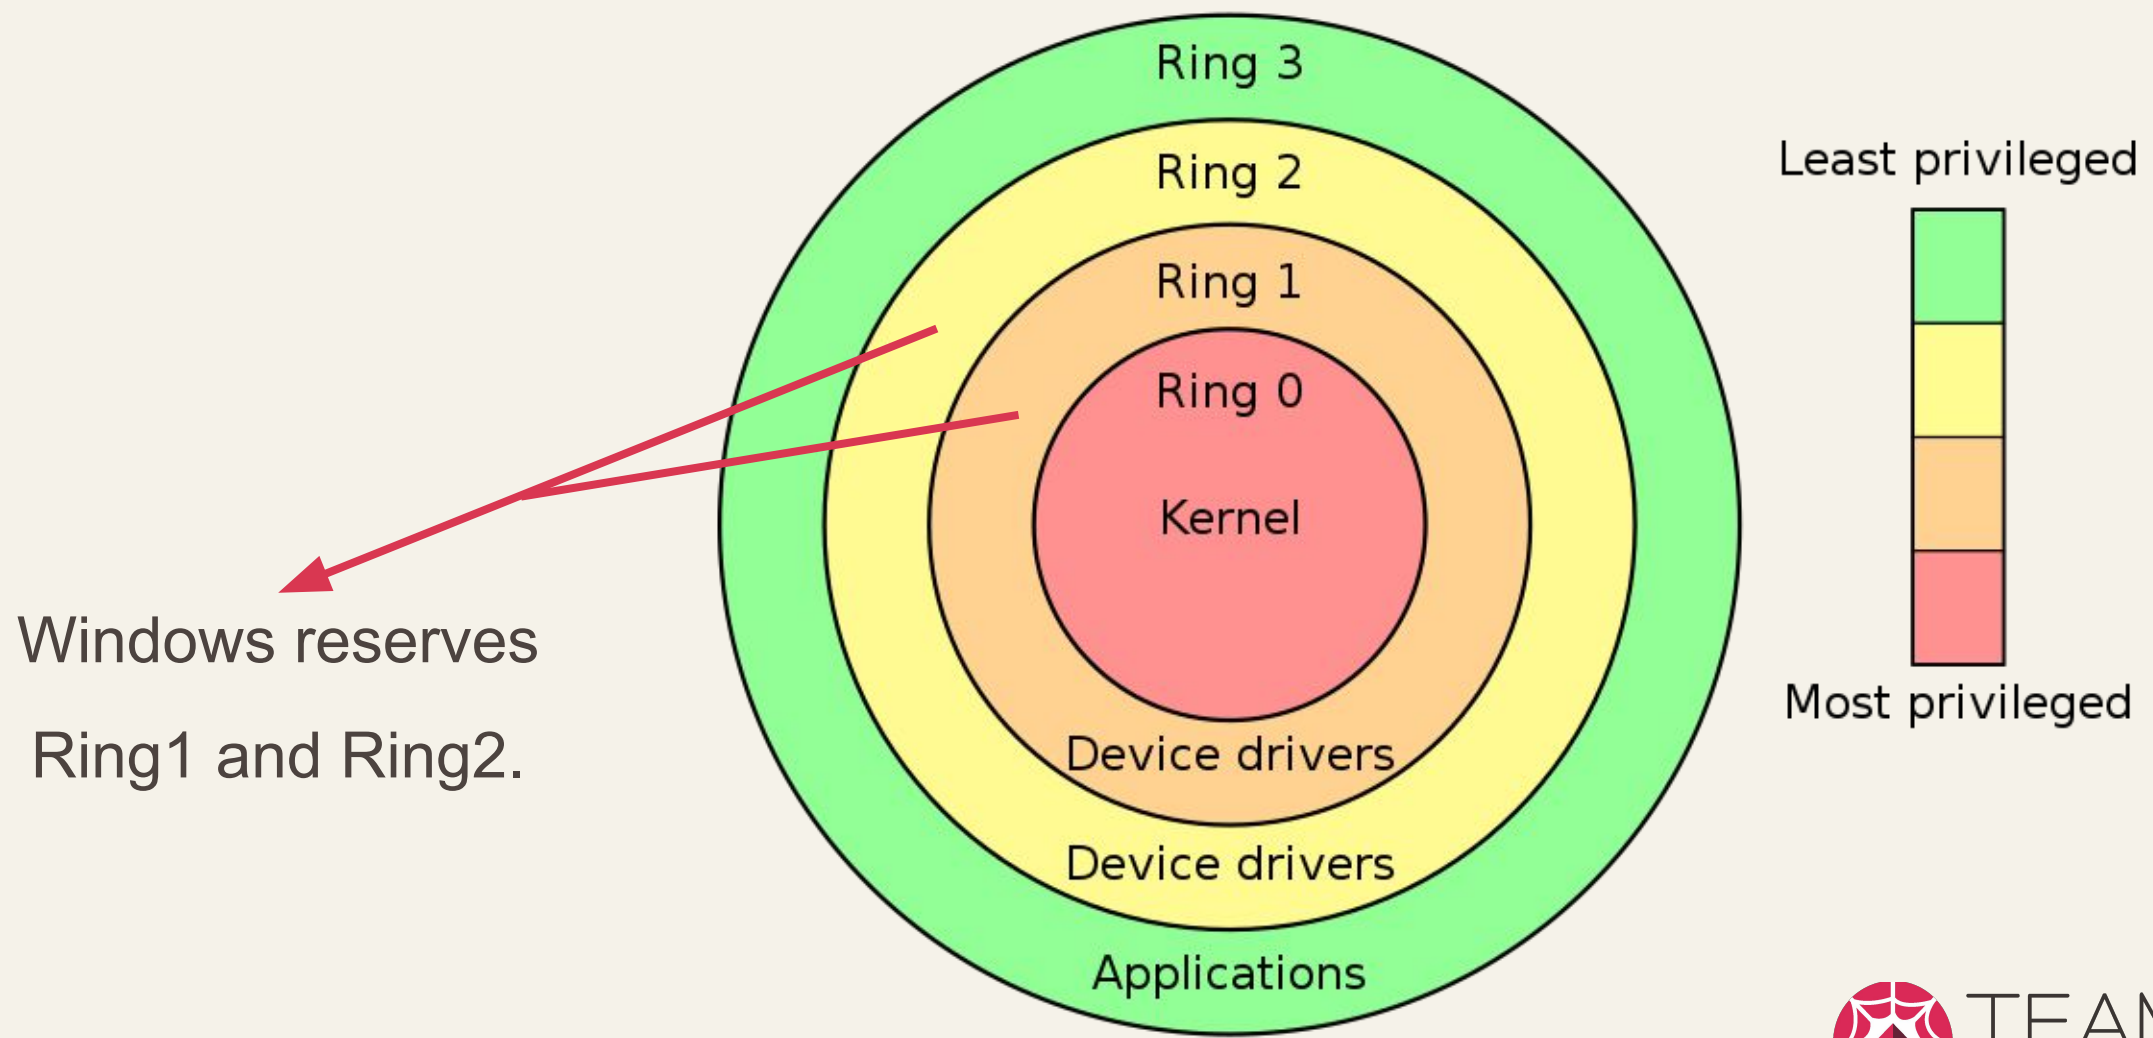 Ring 3
Ring 2
Ring 1
Ring 0
Kernel
Device drivers
Device drivers
Applications
Least privileged
Most privileged
Windows reserves
Ring1 and Ring2.